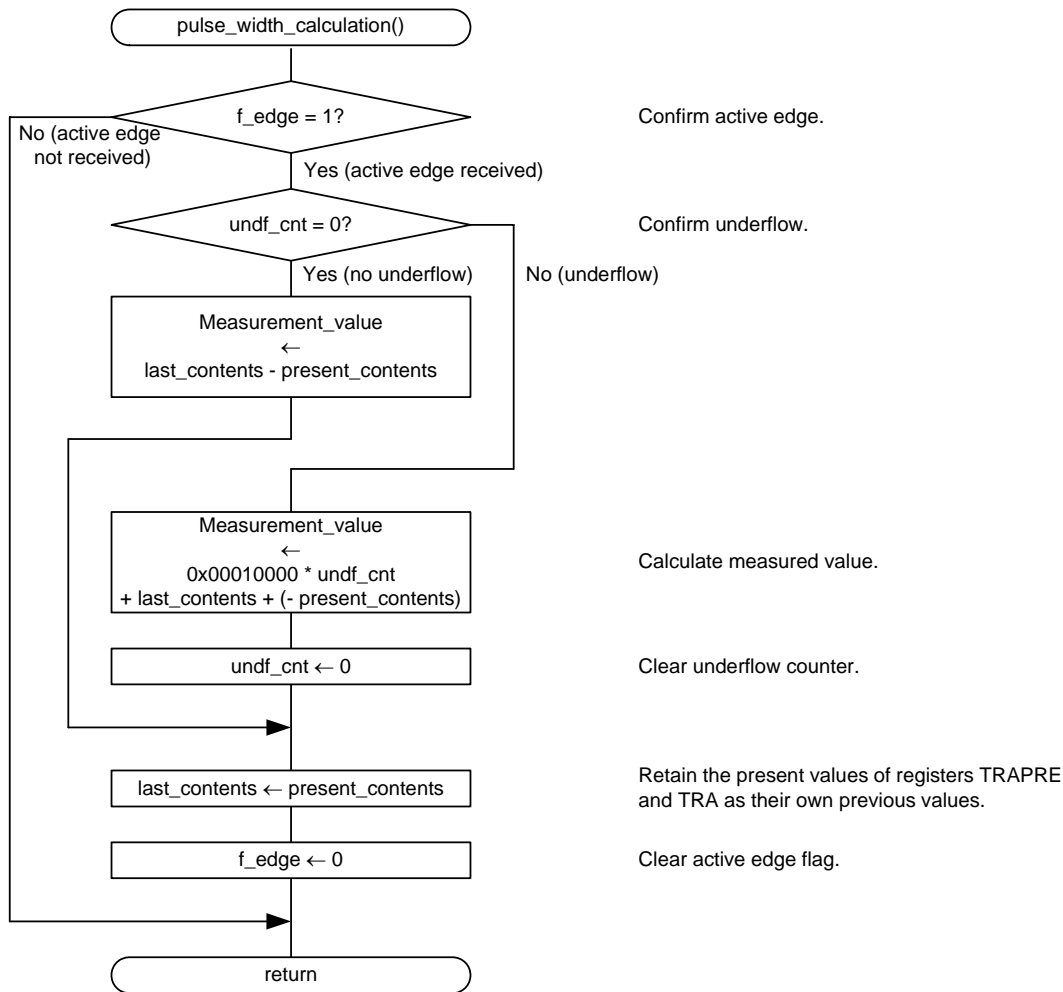 pulse_width_calculation()
f_edge = 1?
Confirm active edge.
No (active edge
not received)
Yes (active edge received)
undf_cnt = 0?
Confirm underflow.
Yes (no underflow)
No (underflow)
Measurement_value
←
last_contents - present_contents
Measurement_value
←
0x00010000 * undf_cnt
+ last_contents + (- present_contents)
Calculate measured value.
undf_cnt ← 0
Clear underflow counter.
last_contents ← present_contents
Retain the present values of registers TRAPRE
and TRA as their own previous values.
f_edge ← 0
Clear active edge flag.
return